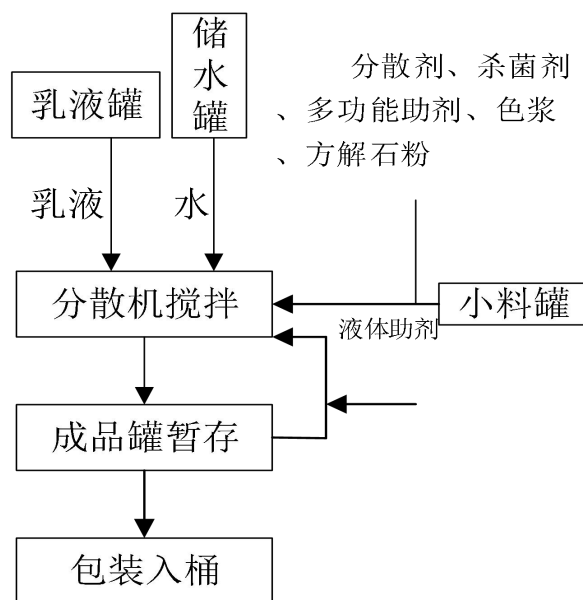 储
水
罐
乳液罐
分散剂、杀菌剂
、多功能助剂、色浆
、方解石粉
乳液
水
分散机搅拌
小料罐
液体助剂
成品罐暂存
包装入桶